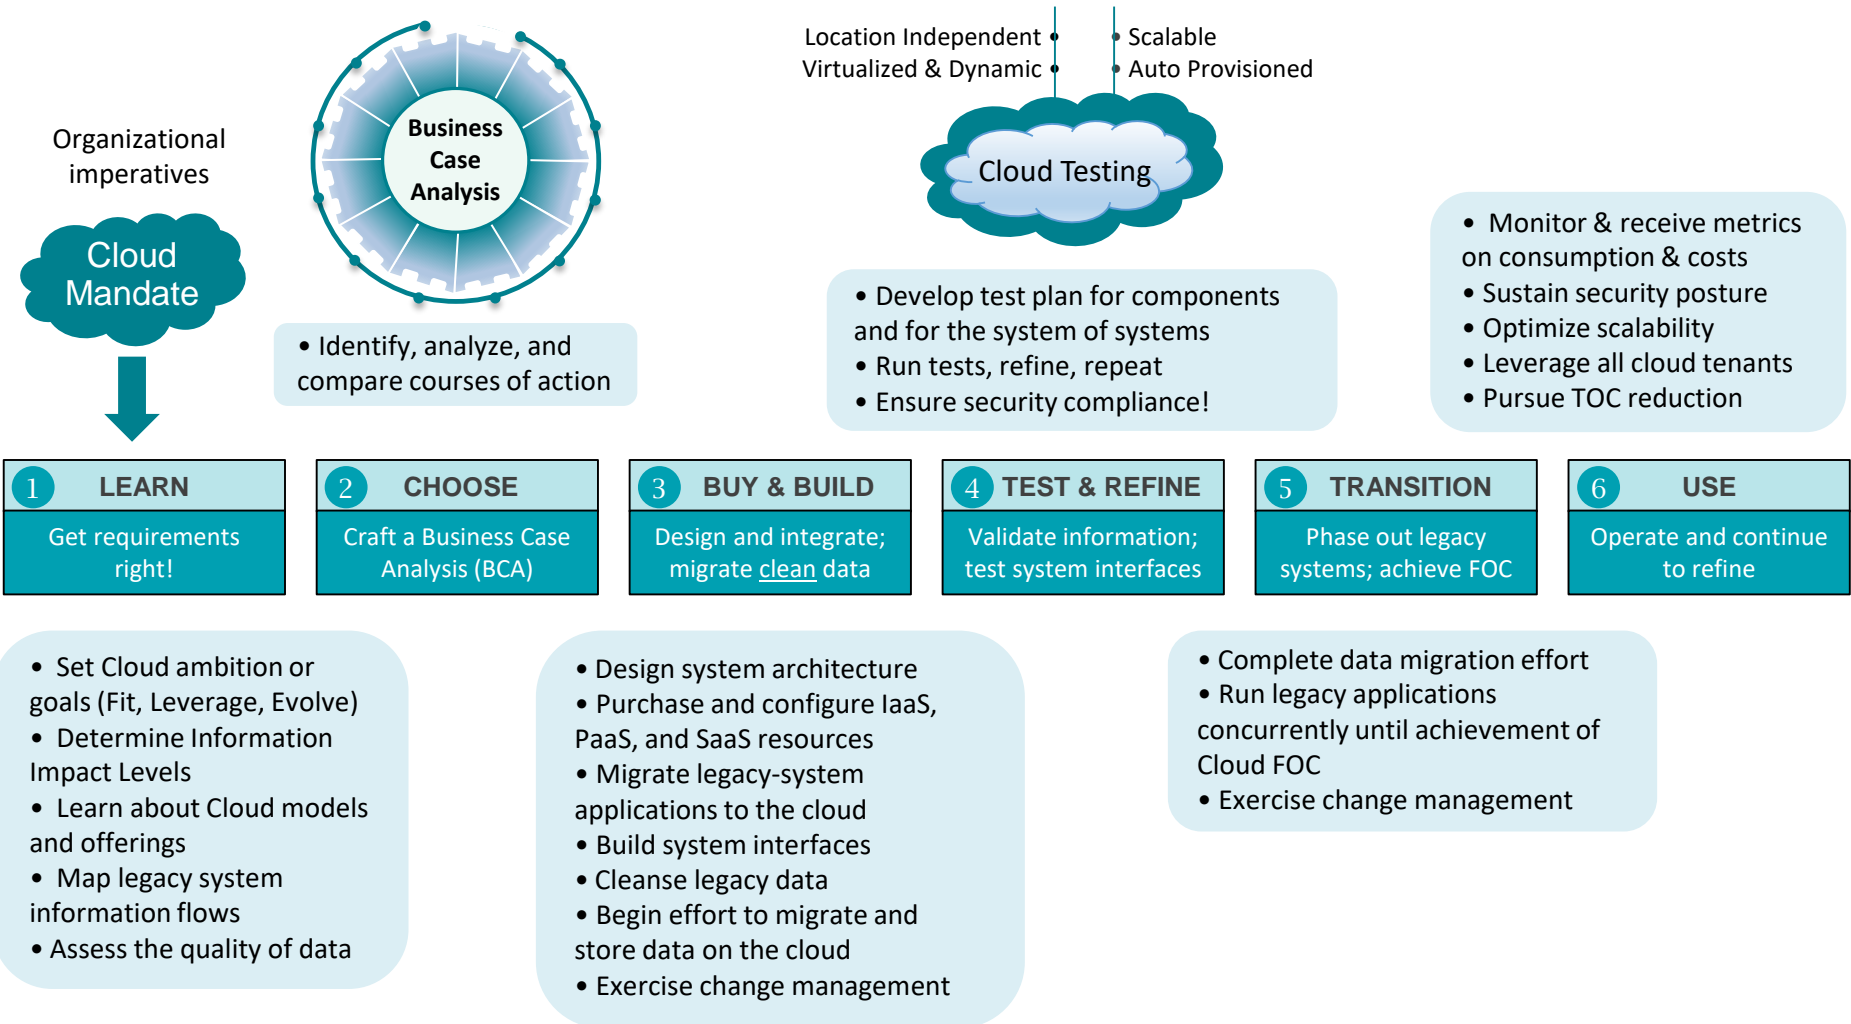 Organizational
imperatives
Cloud
Mandate
Business
Case
Analysis
• Identify, analyze, and
compare courses of action
Location Independent •
Virtualized & Dynamic •
• Scalable
• Auto Provisioned
Cloud Testing
• Develop test plan for components
and for the system of systems
• Run tests, refine, repeat
• Ensure security compliance!
• Monitor & receive metrics
on consumption & costs
• Sustain security posture
• Optimize scalability
• Leverage all cloud tenants
• Pursue TOC reduction
1 LEARN
Get requirements
right!
2 CHOOSE
Craft a Business Case
Analysis (BCA)
3 BUY & BUILD
Design and integrate;
migrate clean data
4 TEST & REFINE
Validate information;
test system interfaces
5 TRANSITION
Phase out legacy
systems; achieve FOC
6 USE
Operate and continue
to refine
• Set Cloud ambition or
goals (Fit, Leverage, Evolve)
• Determine Information
Impact Levels
• Learn about Cloud models
and offerings
• Map legacy system
information flows
• Assess the quality of data
• Design system architecture
• Purchase and configure IaaS,
PaaS, and SaaS resources
• Migrate legacy-system
applications to the cloud
• Build system interfaces
• Cleanse legacy data
• Begin effort to migrate and
store data on the cloud
• Exercise change management
• Complete data migration effort
• Run legacy applications
concurrently until achievement of
Cloud FOC
• Exercise change management